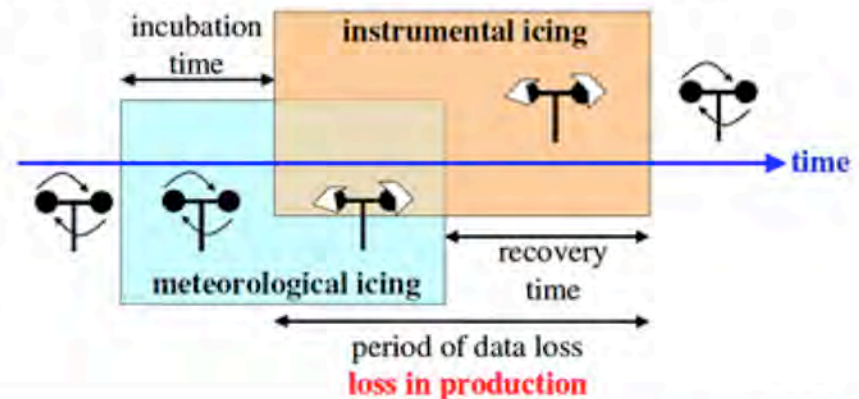 incubation
time
instrumental icing
time
meteorological icing
recovery
time
period of data loss
loss in production